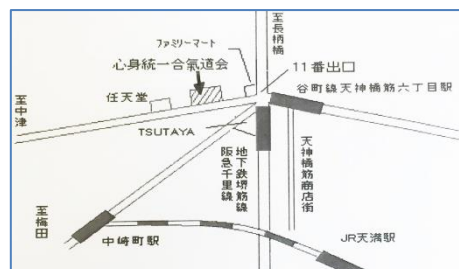 至長柄橋
ファミリーマート
心身統一合氣道会
11番出口
任天堂
谷町線天神橋筋六丁目駅
至中津
TSUTAYA
地下鉄堺筋線
阪急千里線
天神橋筋商店街
至梅田
中崎町駅
JR天満駅